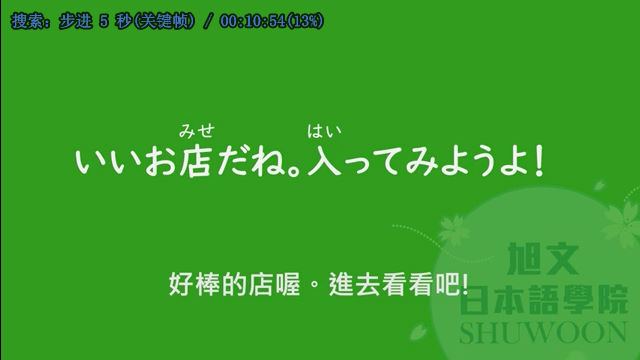 搜索: 步进 5 秒(关键帧) / 00:10:54(13%)
みせ はい
いいお店だね。入ってみようよ!
好棒的店喔。進去看看吧!
旭文
日本語學院
SHUWOON